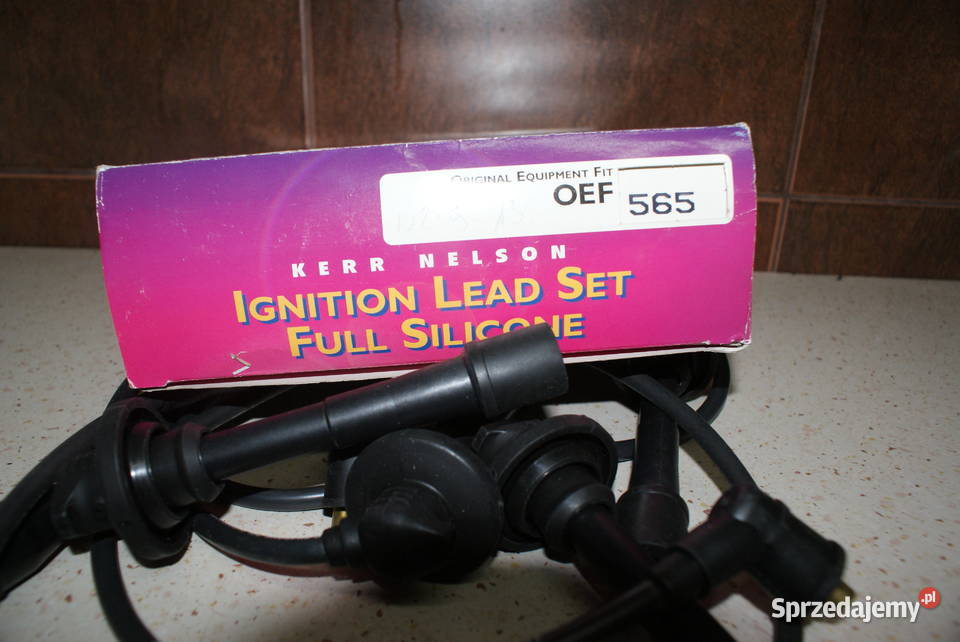 ORIGINAL EQUIPMENT FIT
OEF 565
KERR NELSON
IGNITION LEAD SET
FULL SILICONE
Sprzedajemy.pl